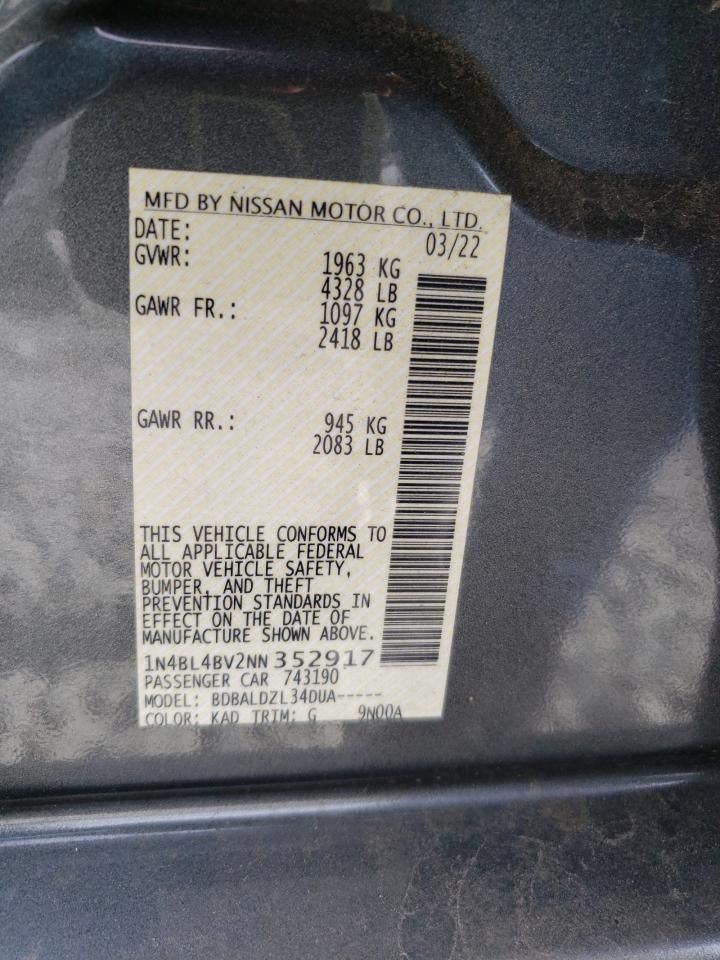 MFD BY NISSAN MOTOR CO., LTD.
DATE: 03/22
GVWR: 1963 KG
4328 LB
GAWR FR.: 1097 KG
2418 LB
GAWR RR.: 945 KG
2083 LB
THIS VEHICLE CONFORMS TO
ALL APPLICABLE FEDERAL
MOTOR VEHICLE SAFETY,
BUMPER, AND THEFT
PREVENTION STANDARDS IN
EFFECT ON THE DATE OF
MANUFACTURE SHOWN ABOVE.
1N4BL4BV2NN352917
PASSENGER CAR 743190
MODEL: BDBALDZL34DUA-----
COLOR: KAD TRIM: G 9N00A